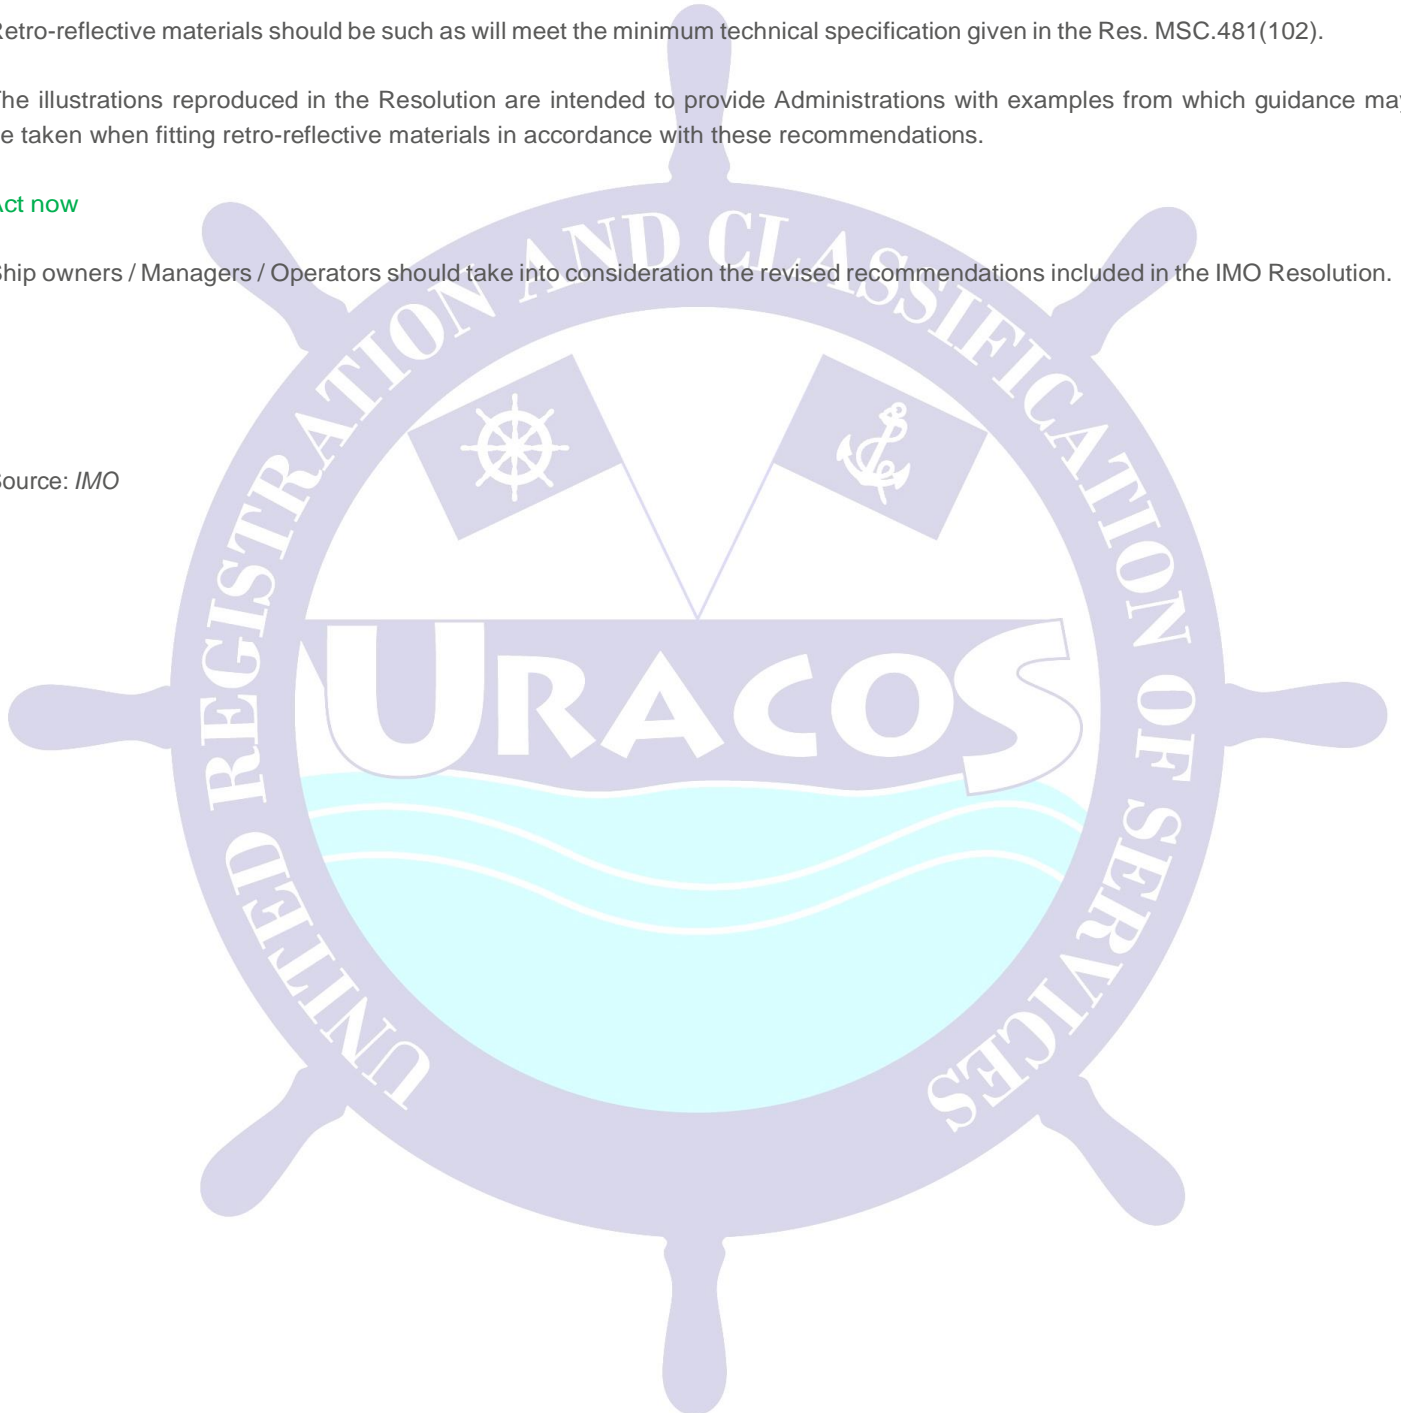 etro-reflective materials should be such as will meet the minimum technical specification given in the Res. MSC.481(102).
he illustrations reproduced in the Resolution are intended to provide Administrations with examples from which guidance may
e taken when fitting retro-reflective materials in accordance with these recommendations.
ct now
hip owners / Managers / Operators should take into consideration the revised recommendations included in the IMO Resolution.
ource: IMO
UNITED REGISTRATION AND CLASSIFICATION OF SERVICES
URACOS